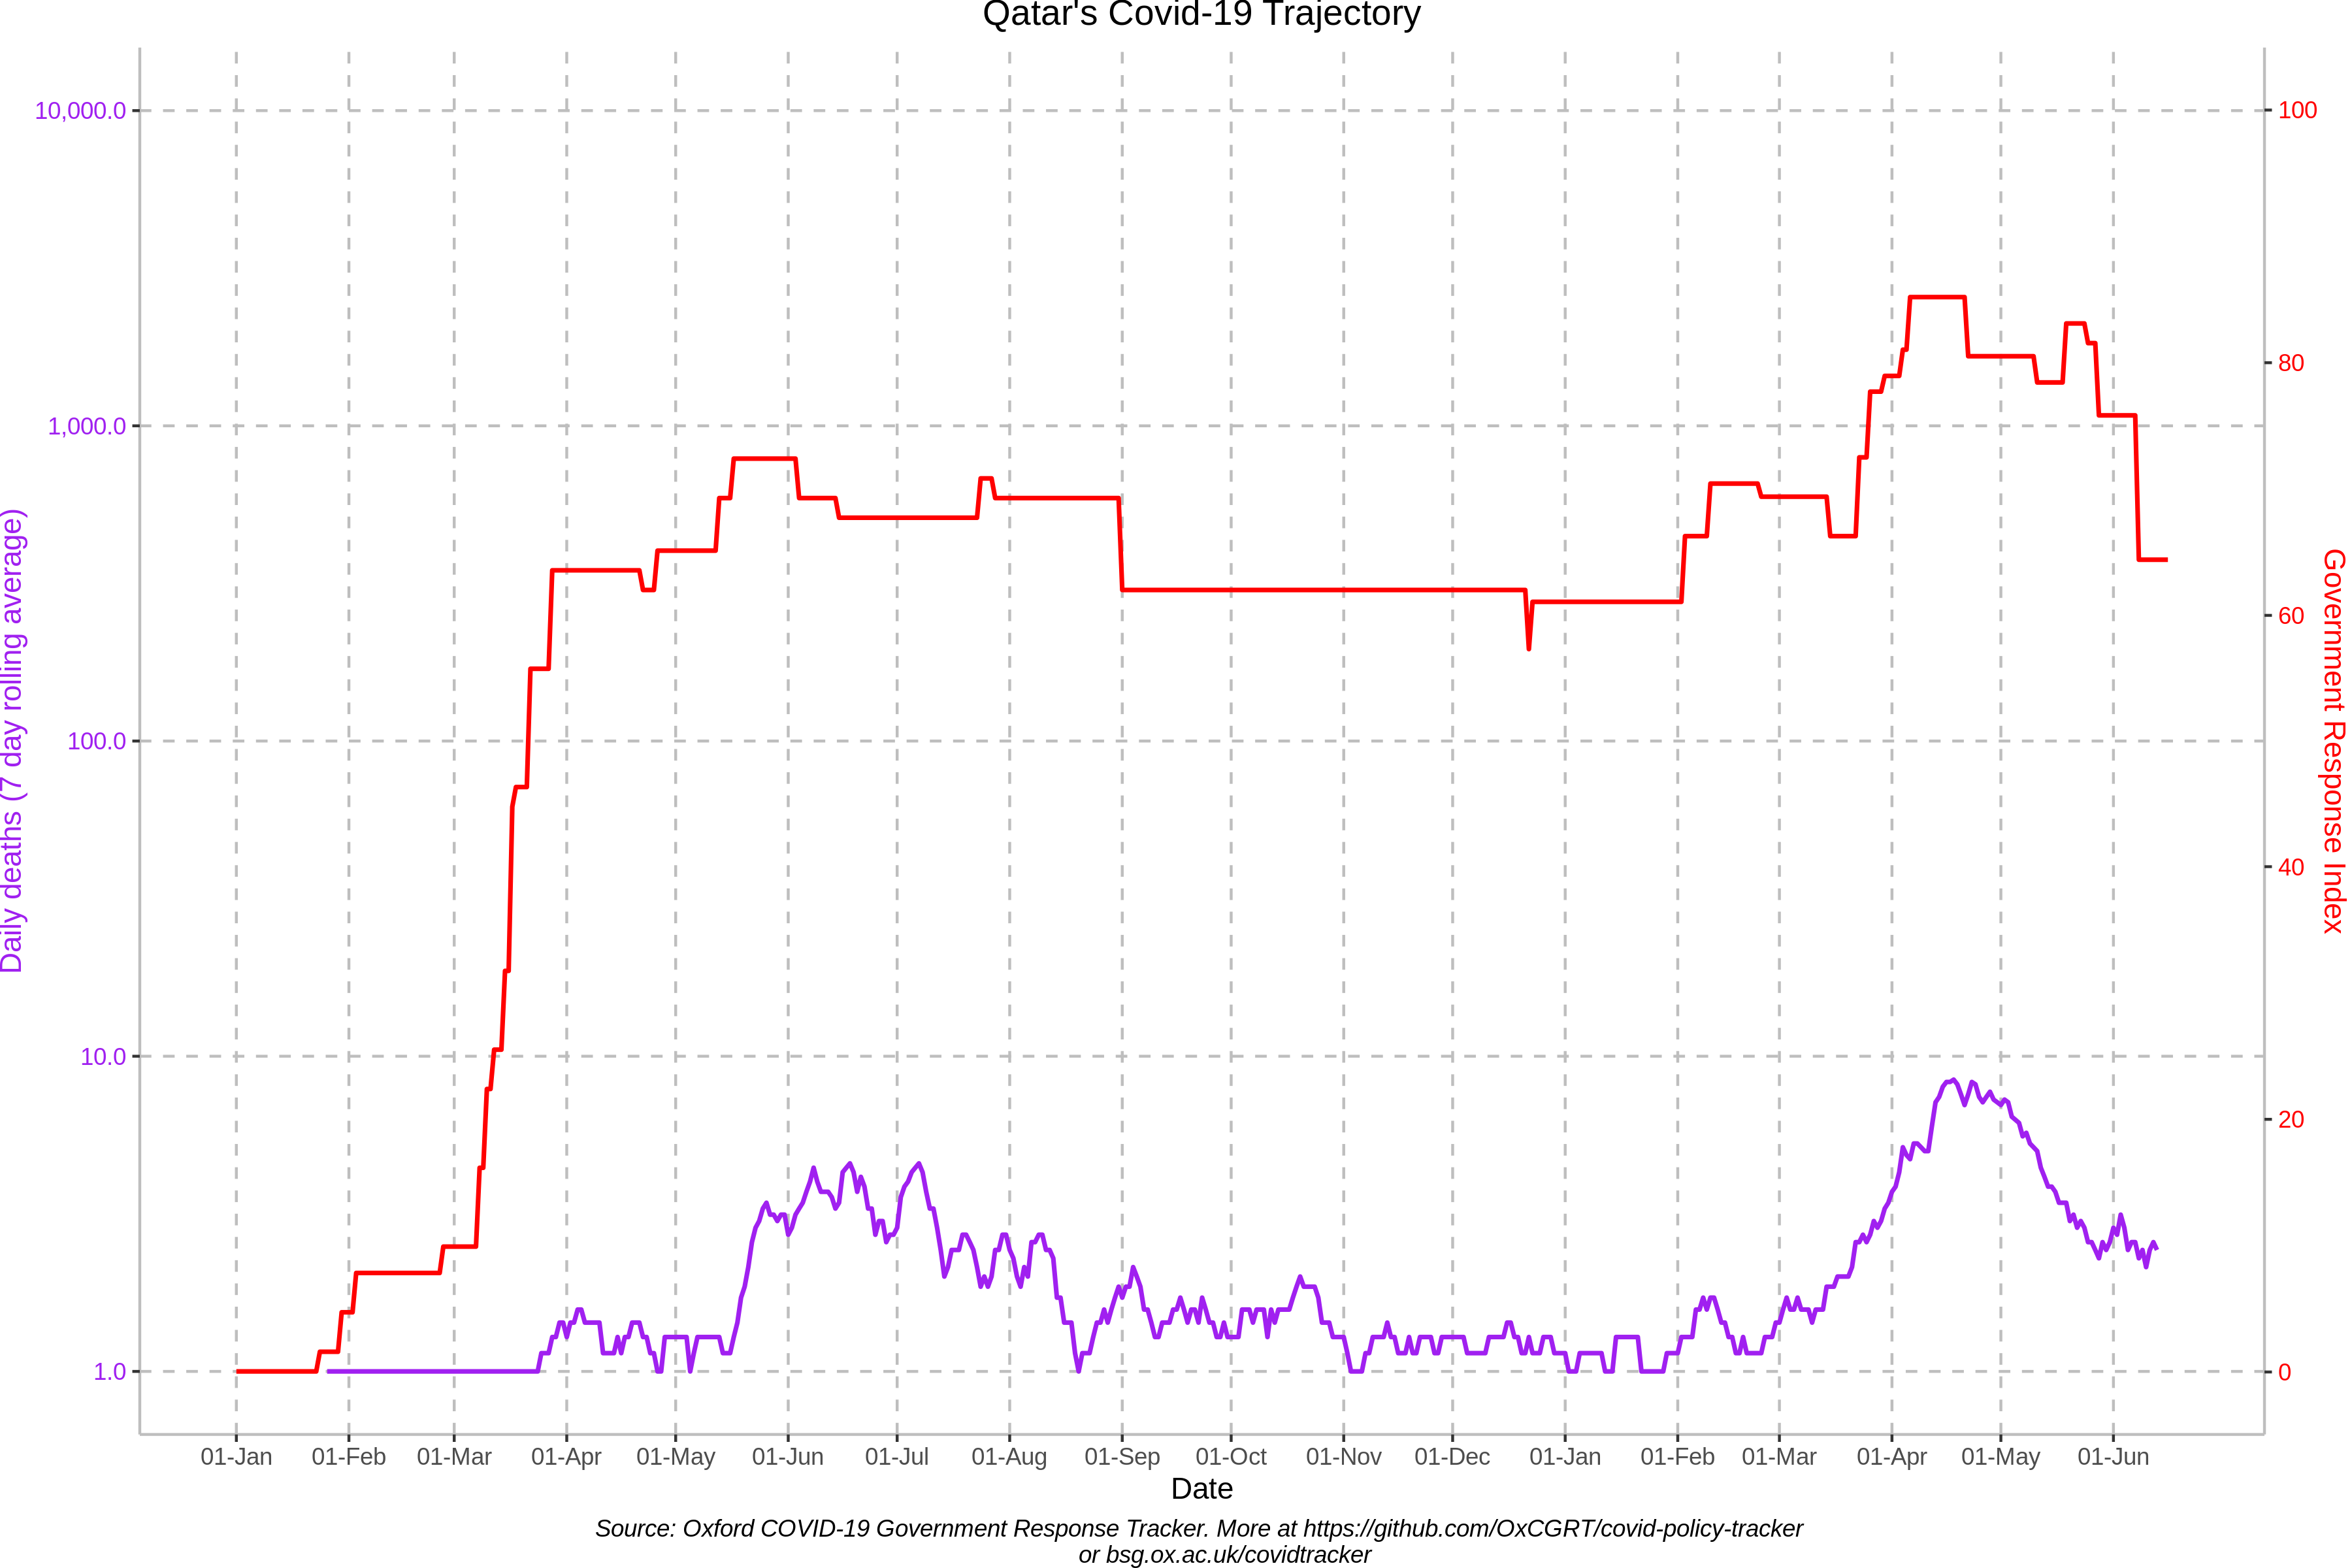 Qatar's Covid-19 Trajectory
10,000.0
1,000.0
100.0
10.0
1.0
Daily deaths (7 day rolling average)
100
80
60
40
20
0
Government Response Index
01-Jan 01-Feb 01-Mar 01-Apr 01-May 01-Jun 01-Jul 01-Aug 01-Sep 01-Oct 01-Nov 01-Dec 01-Jan 01-Feb 01-Mar 01-Apr 01-May 01-Jun
Date
Source: Oxford COVID-19 Government Response Tracker. More at https://github.com/OxCGRT/covid-policy-tracker
or bsg.ox.ac.uk/covidtracker